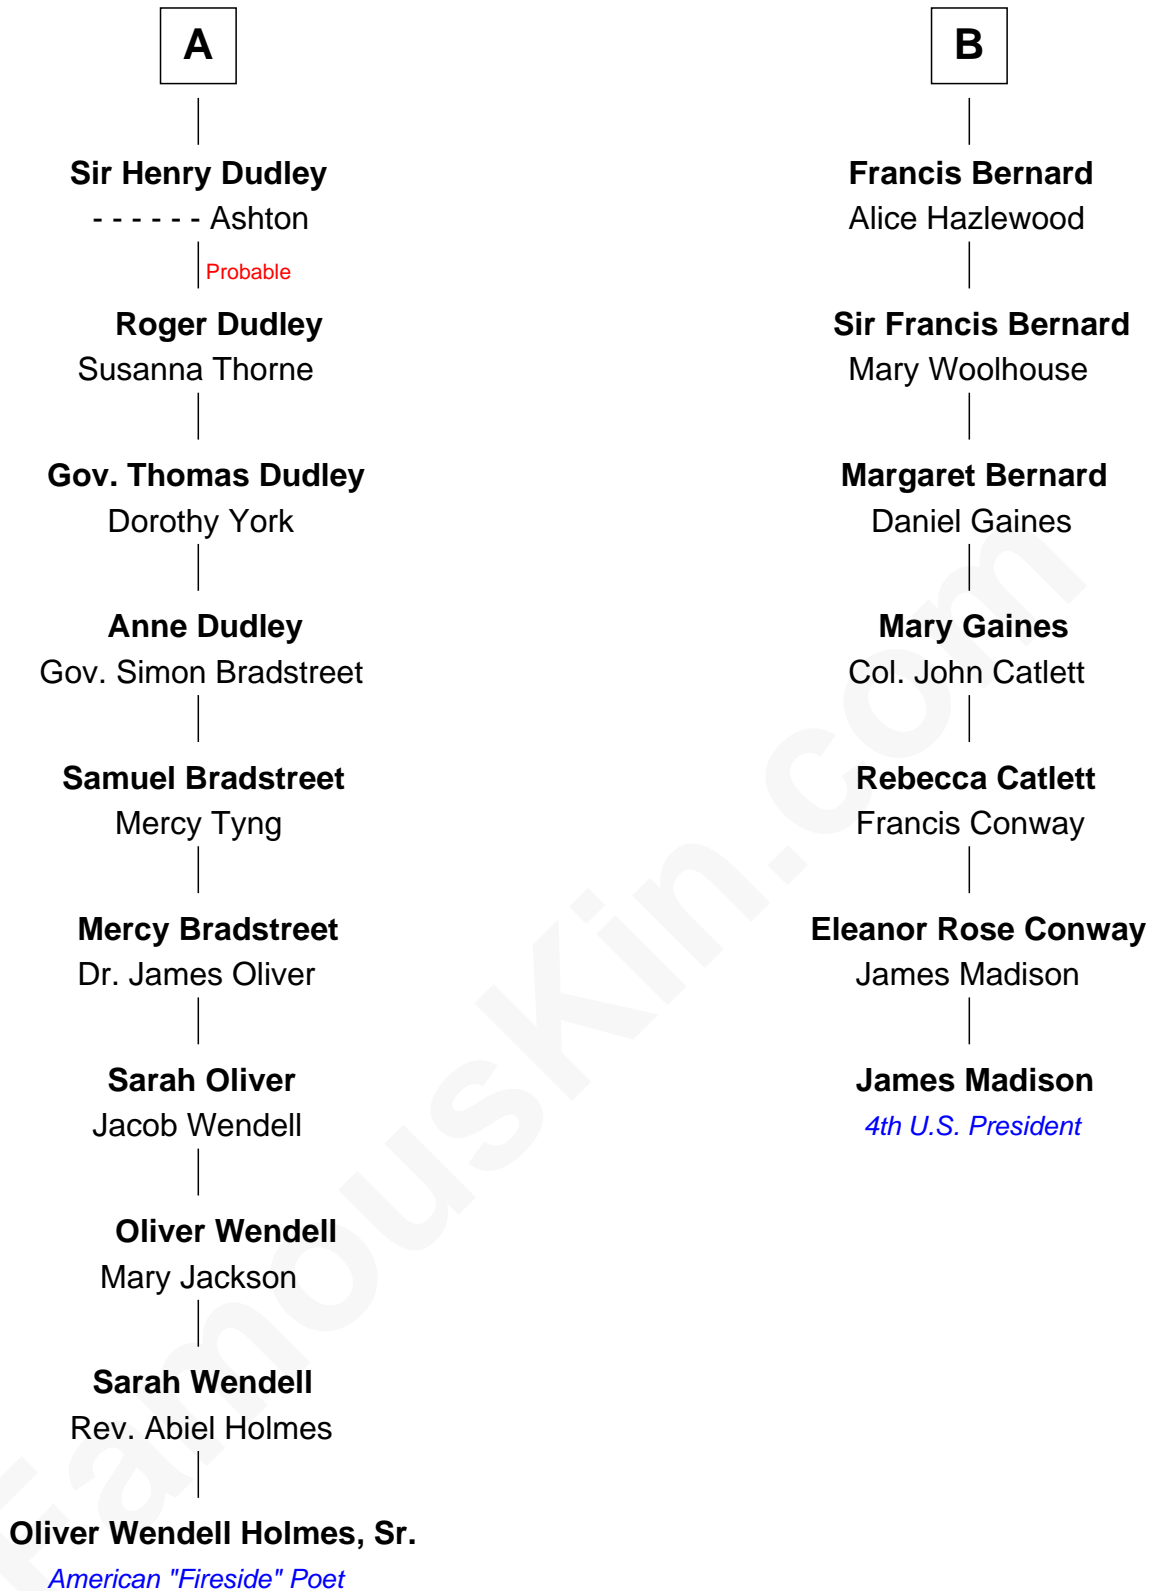 A
Sir Henry Dudley
- - - - - - Ashton
Probable
Roger Dudley
Susanna Thorne
Gov. Thomas Dudley
Dorothy York
Anne Dudley
Gov. Simon Bradstreet
Samuel Bradstreet
Mercy Tyng
Mercy Bradstreet
Dr. James Oliver
Sarah Oliver
Jacob Wendell
Oliver Wendell
Mary Jackson
Sarah Wendell
Rev. Abiel Holmes
Oliver Wendell Holmes, Sr.
American "Fireside" Poet
B
Francis Bernard
Alice Hazlewood
Sir Francis Bernard
Mary Woolhouse
Margaret Bernard
Daniel Gaines
Mary Gaines
Col. John Catlett
Rebecca Catlett
Francis Conway
Eleanor Rose Conway
James Madison
James Madison
4th U.S. President
FamousKin.com